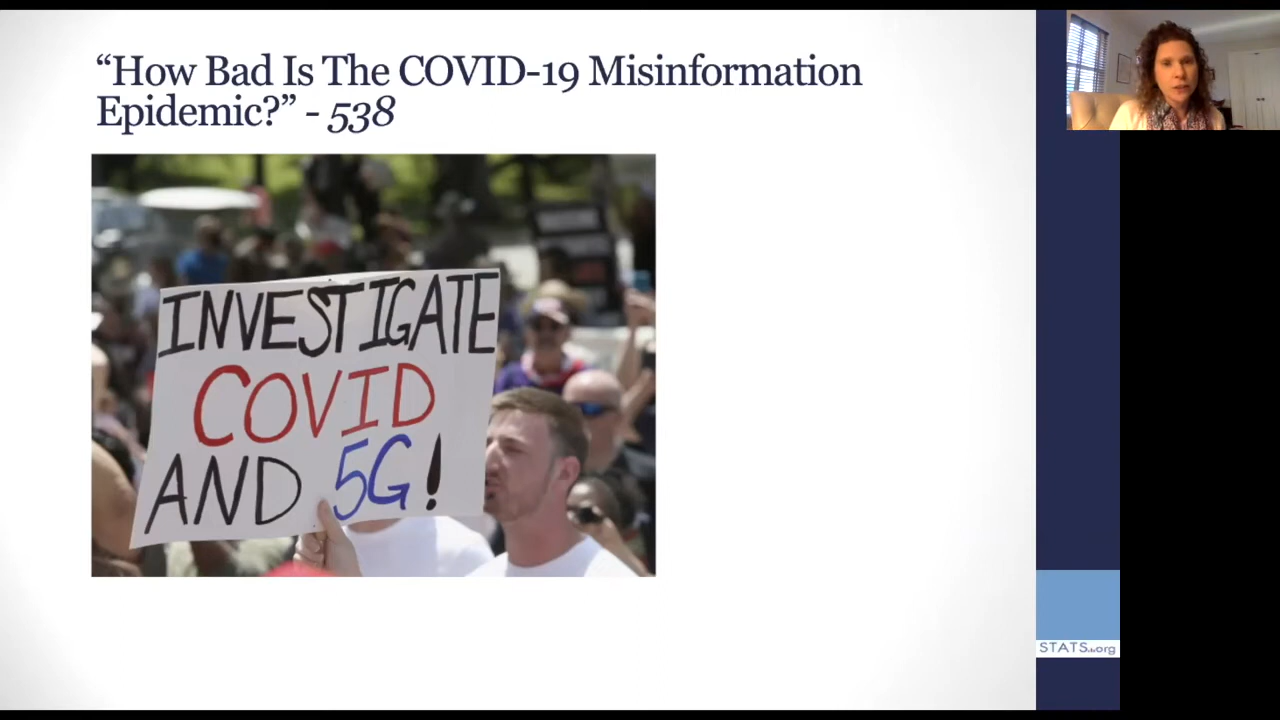 “How Bad Is The COVID-19 Misinformation
Epidemic?” - 538
INVESTIGATE
COVID
AND 5G!
STATS.org